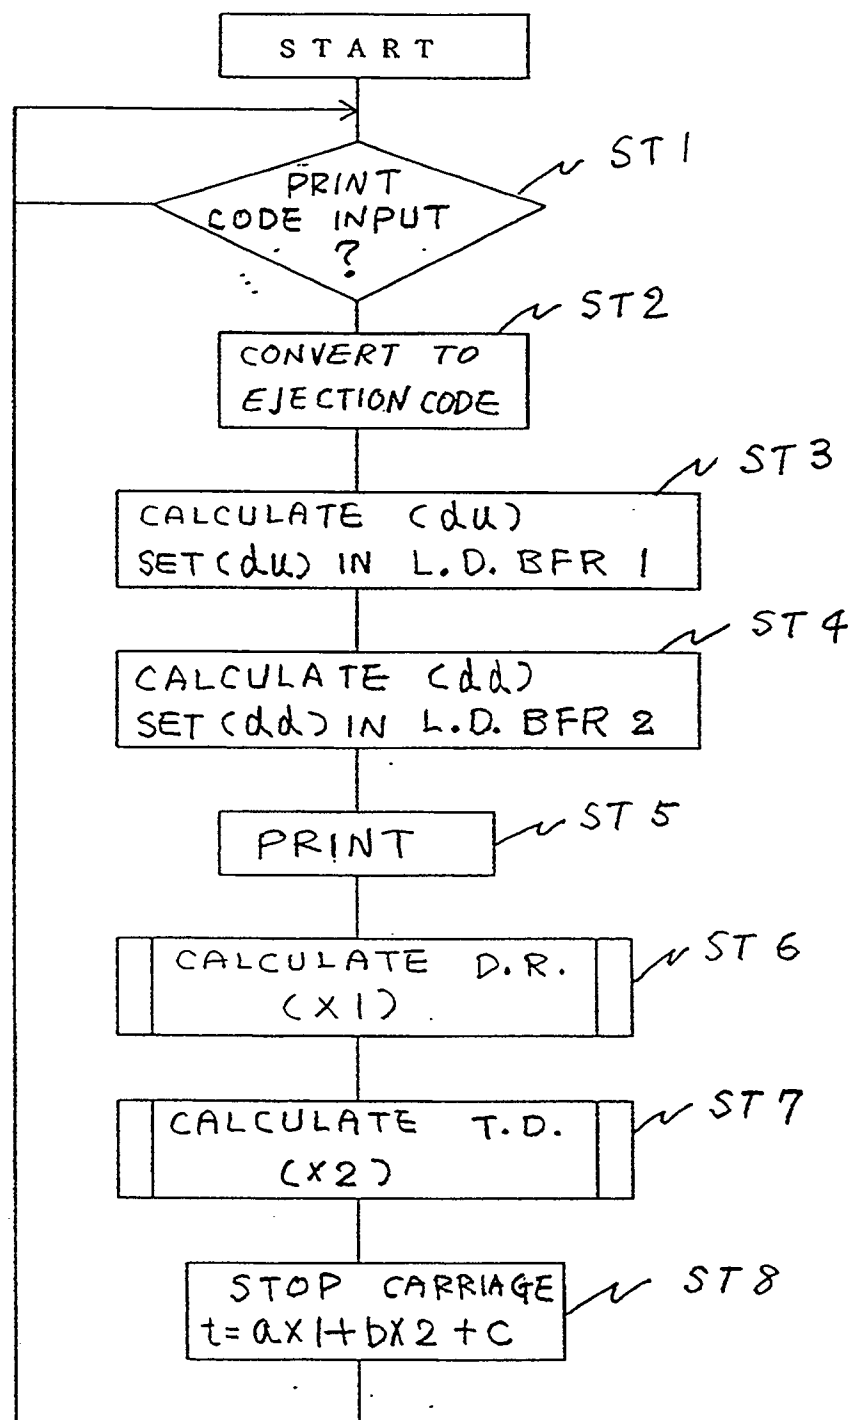 START
ST1
PRINT
CODE INPUT
?
ST2
CONVERT TO
EJECTION CODE
ST3
CALCULATE (du)
SET(du) IN L.D. BFR 1
ST4
CALCULATE (dd)
SET(dd) IN L.D. BFR 2
ST5
PRINT
ST6
CALCULATE D.R.
(X1)
ST7
CALCULATE T.D.
(X2)
ST8
STOP CARRIAGE
t=aX1+bX2+C